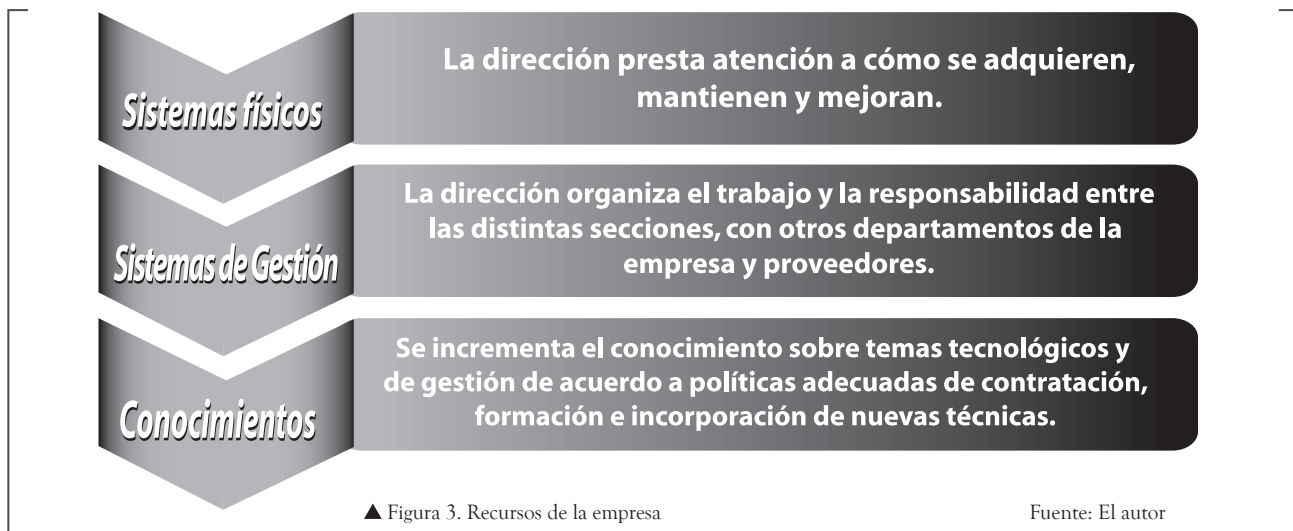 Sistemas físicos
La dirección presta atención a cómo se adquieren,
mantienen y mejoran.
Sistemas de Gestión
La dirección organiza el trabajo y la responsabilidad entre
las distintas secciones, con otros departamentos de la
empresa y proveedores.
Conocimientos
Se incrementa el conocimiento sobre temas tecnológicos y
de gestión de acuerdo a políticas adecuadas de contratación,
formación e incorporación de nuevas técnicas.
▲ Figura 3. Recursos de la empresa
Fuente: El autor